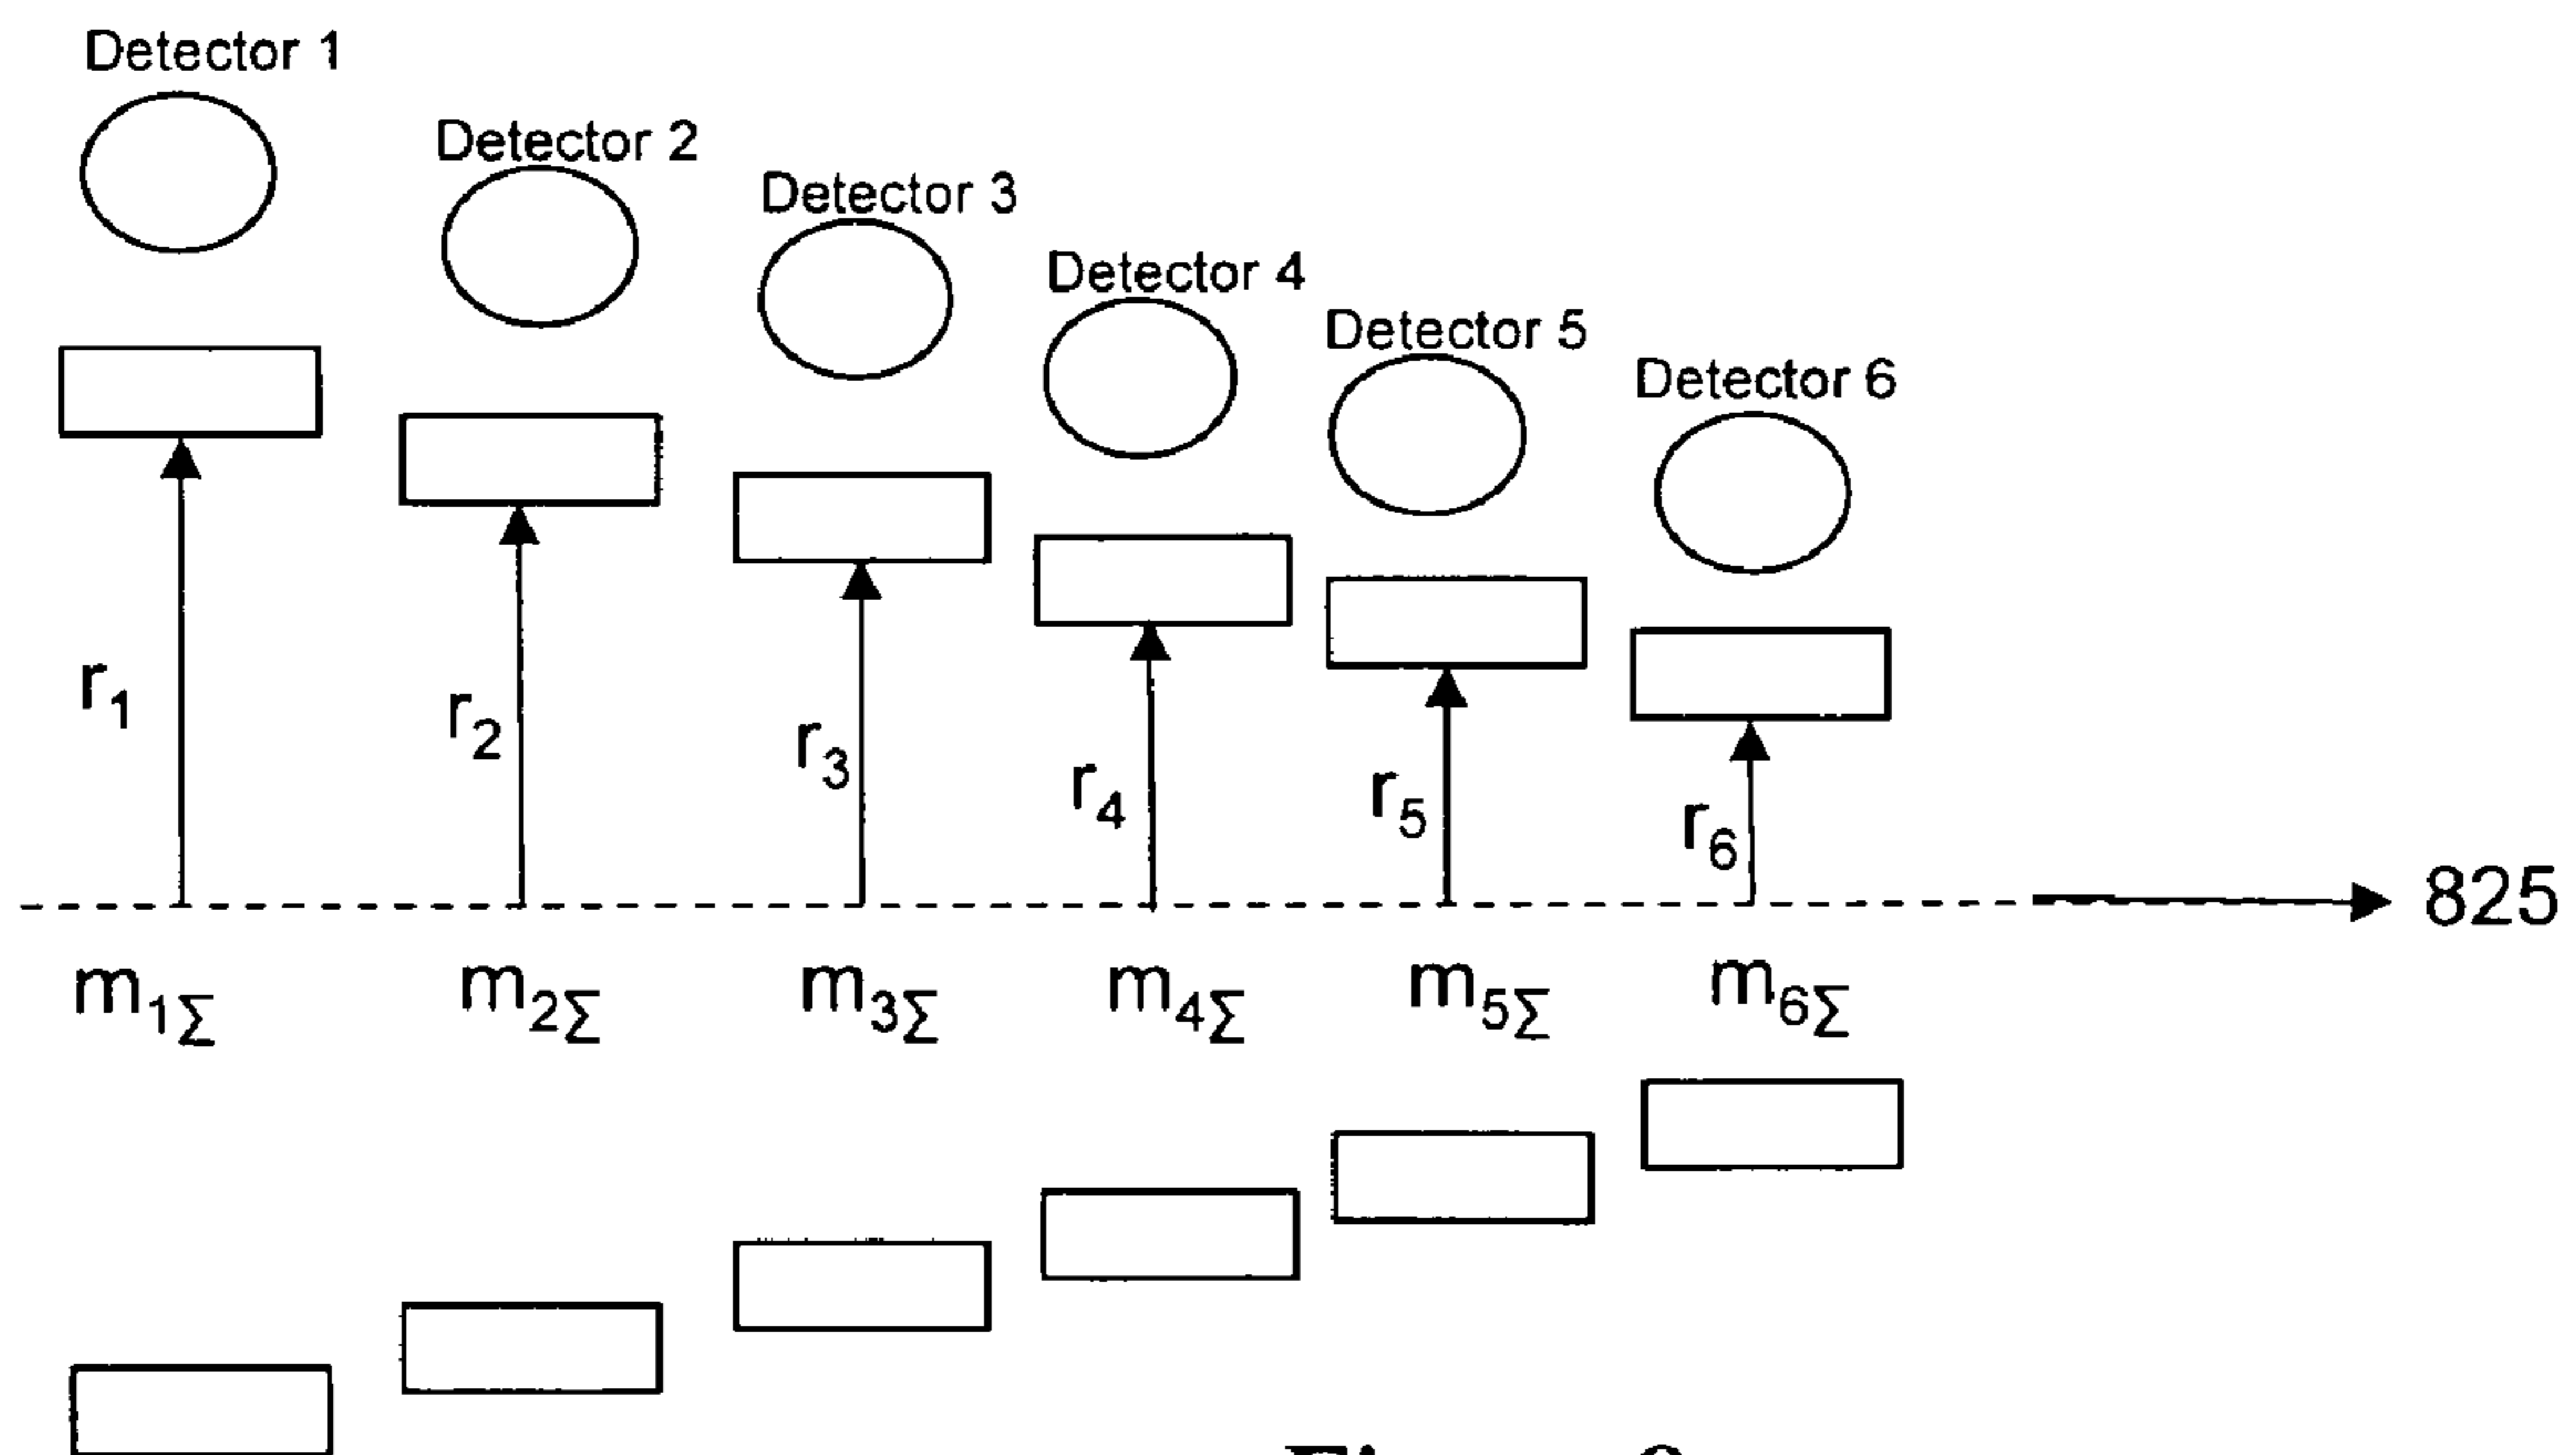 Detector 1
Detector 2
Detector 3
Detector 4
Detector 5
Detector 6
r₁
r₂
r₃
r₄
r₅
r₆
825
m₁Σ
m₂Σ
m₃Σ
m₄Σ
m₅Σ
m₆Σ